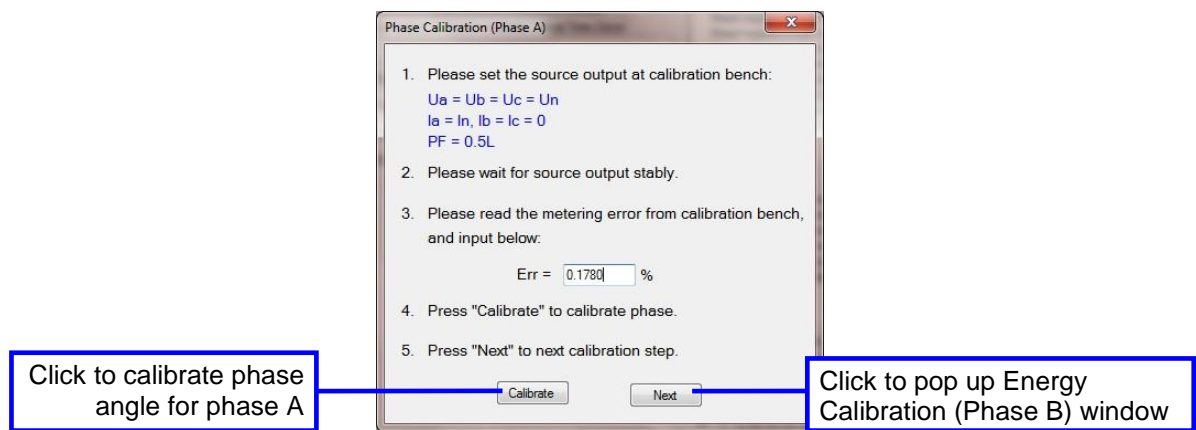 Phase Calibration (Phase A)
1. Please set the source output at calibration bench:
Ua = Ub = Uc = Un
Ia = In, Ib = Ic = 0
PF = 0.5L
2. Please wait for source output stably.
3. Please read the metering error from calibration bench,
and input below:
Err = 0.1780 %
4. Press "Calibrate" to calibrate phase.
5. Press "Next" to next calibration step.
Calibrate Next
Click to calibrate phase
angle for phase A
Click to pop up Energy
Calibration (Phase B) window